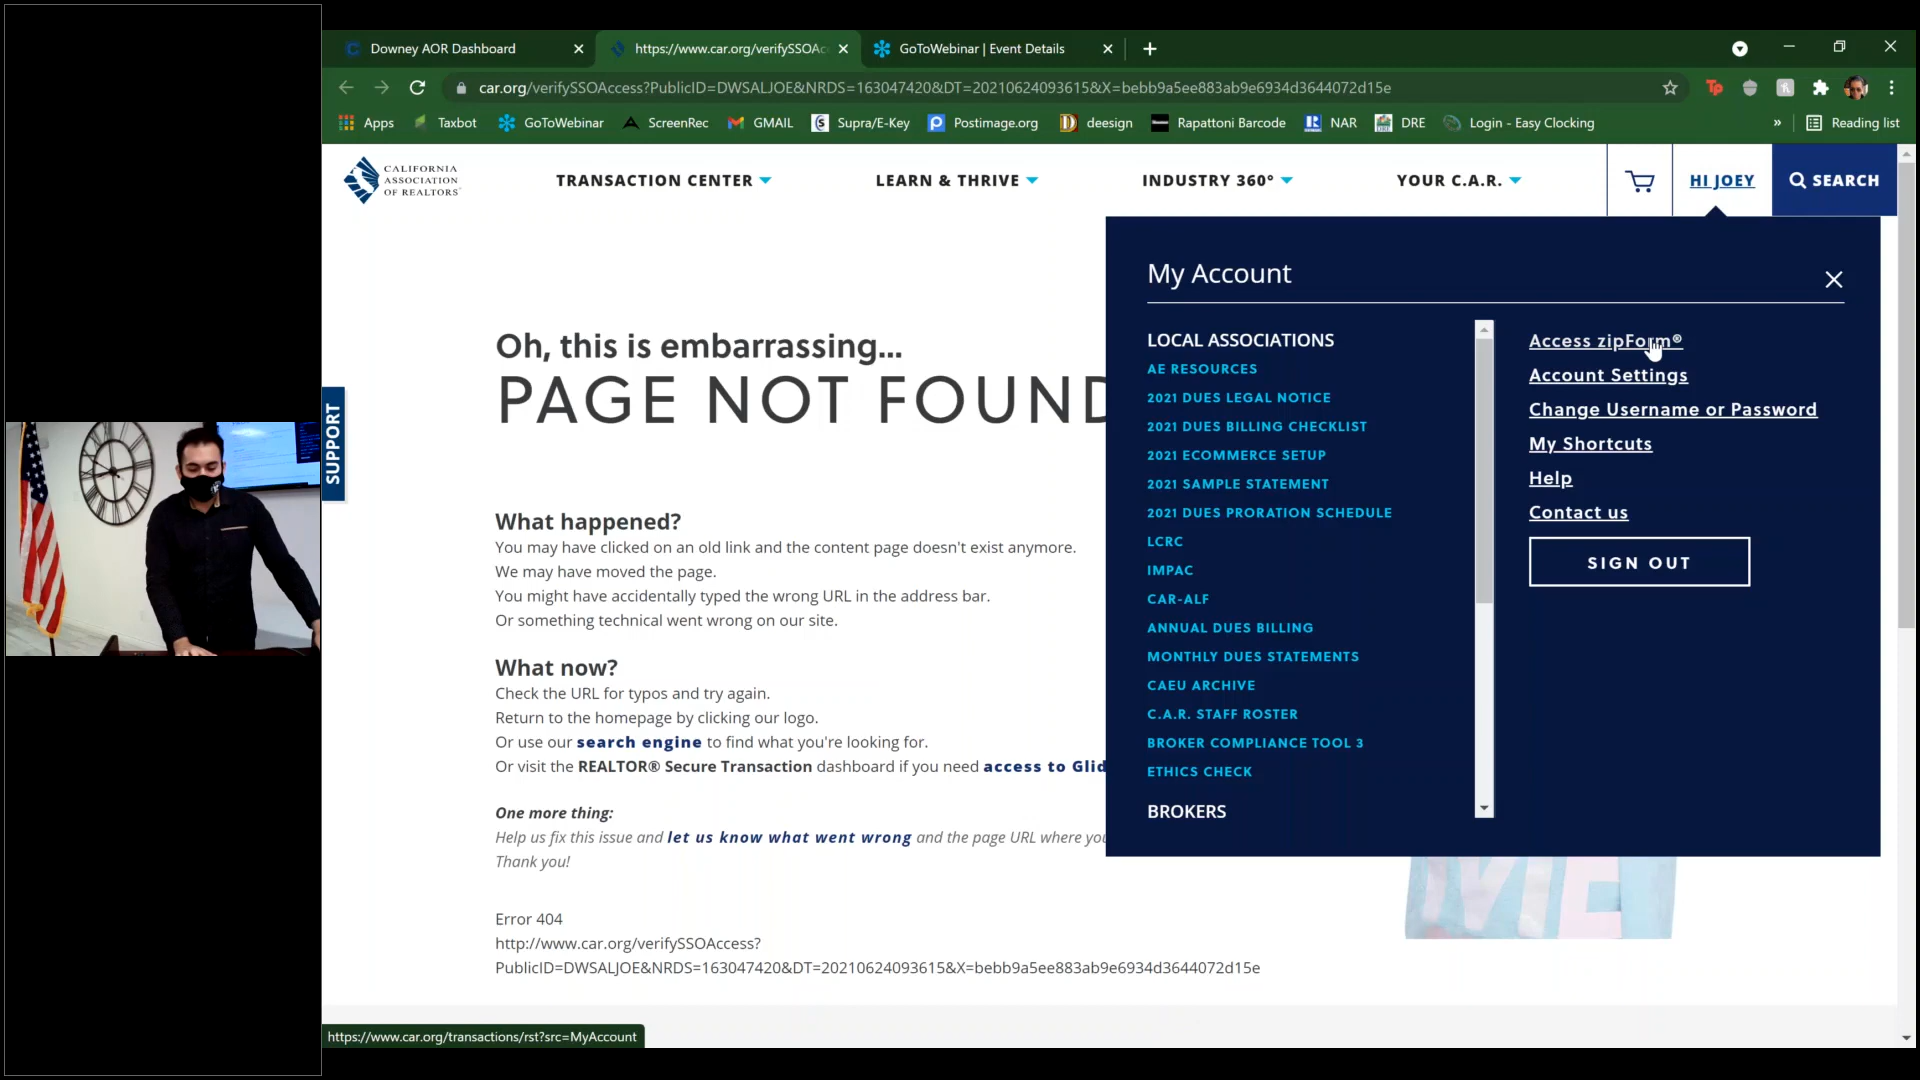 Downey AOR Dashboard
https://www.car.org/verifySSOAcc
GoToWebinar | Event Details
car.org/verifySSOAccess?PublicID=DWSALJOE&NRDS=163047420&DT=20210624093615&X=bebb9a5ee883ab9e6934d3644072d15e
Apps Taxbot GoToWebinar ScreenRec GMAIL Supra/E-Key Postimage.org deesign Rapattoni Barcode NAR DRE Login - Easy Clocking » Reading list
CALIFORNIA
ASSOCIATION
OF REALTORS®
TRANSACTION CENTER LEARN & THRIVE INDUSTRY 360° YOUR C.A.R. HI JOEY SEARCH
SUPPORT
Oh, this is embarrassing...
PAGE NOT FOUND
What happened?
You may have clicked on an old link and the content page doesn't exist anymore.
We may have moved the page.
You might have accidentally typed the wrong URL in the address bar.
Or something technical went wrong on our site.
What now?
Check the URL for typos and try again.
Return to the homepage by clicking our logo.
Or use our search engine to find what you're looking for.
Or visit the REALTOR® Secure Transaction dashboard if you need access to Glid
One more thing:
Help us fix this issue and let us know what went wrong and the page URL where you
Thank you!
Error 404
http://www.car.org/verifySSOAccess?
PublicID=DWSALJOE&NRDS=163047420&DT=20210624093615&X=bebb9a5ee883ab9e6934d3644072d15e
My Account
LOCAL ASSOCIATIONS
AE RESOURCES
2021 DUES LEGAL NOTICE
2021 DUES BILLING CHECKLIST
2021 ECOMMERCE SETUP
2021 SAMPLE STATEMENT
2021 DUES PRORATION SCHEDULE
LCRC
IMPAC
CAR-ALF
ANNUAL DUES BILLING
MONTHLY DUES STATEMENTS
CAEU ARCHIVE
C.A.R. STAFF ROSTER
BROKER COMPLIANCE TOOL 3
ETHICS CHECK
BROKERS
Access zipForm®
Account Settings
Change Username or Password
My Shortcuts
Help
Contact us
SIGN OUT
ME
https://www.car.org/transactions/rst?src=MyAccount